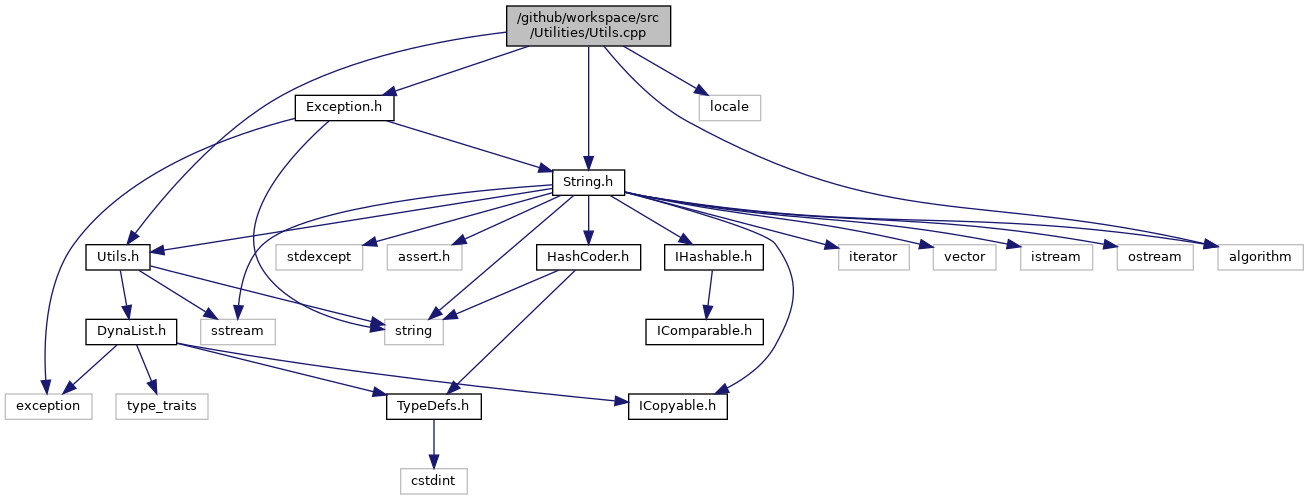 /github/workspace/src
/Utilities/Utils.cpp
Exception.h
locale
String.h
Utils.h
stdexcept
assert.h
HashCoder.h
IHashable.h
iterator
vector
istream
ostream
algorithm
DynaList.h
sstream
string
IComparable.h
exception
type_traits
TypeDefs.h
ICopyable.h
cstdint